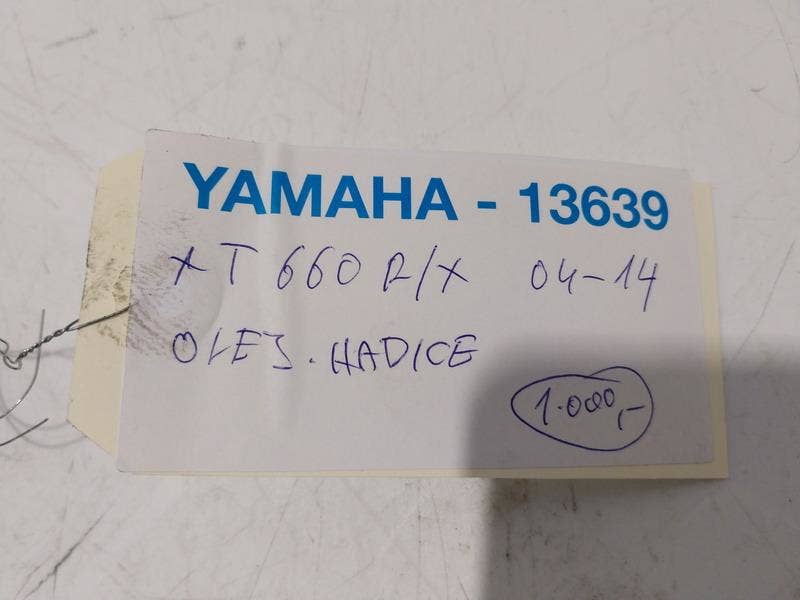 YAMAHA - 13639
XT 660 R/X 04-14
OLEJ. HADICE
1.000,-